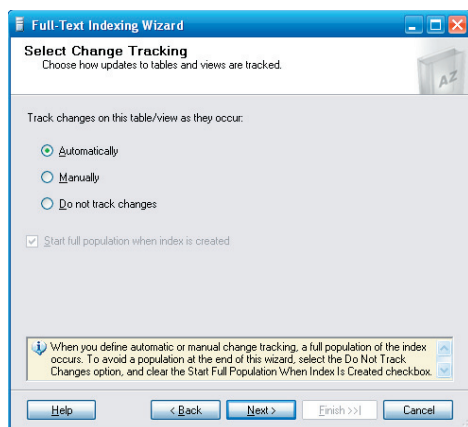 Full-Text Indexing Wizard
Select Change Tracking
Choose how updates to tables and views are tracked.
AZ
Track changes on this table/view as they occur:
Automatically
Manually
Do not track changes
Start full population when index is created
When you define automatic or manual change tracking, a full population of the index
occurs. To avoid a population at the end of this wizard, select the Do Not Track
Changes option, and clear the Start Full Population When Index Is Created checkbox.
Help < Back Next > Finish >>| Cancel